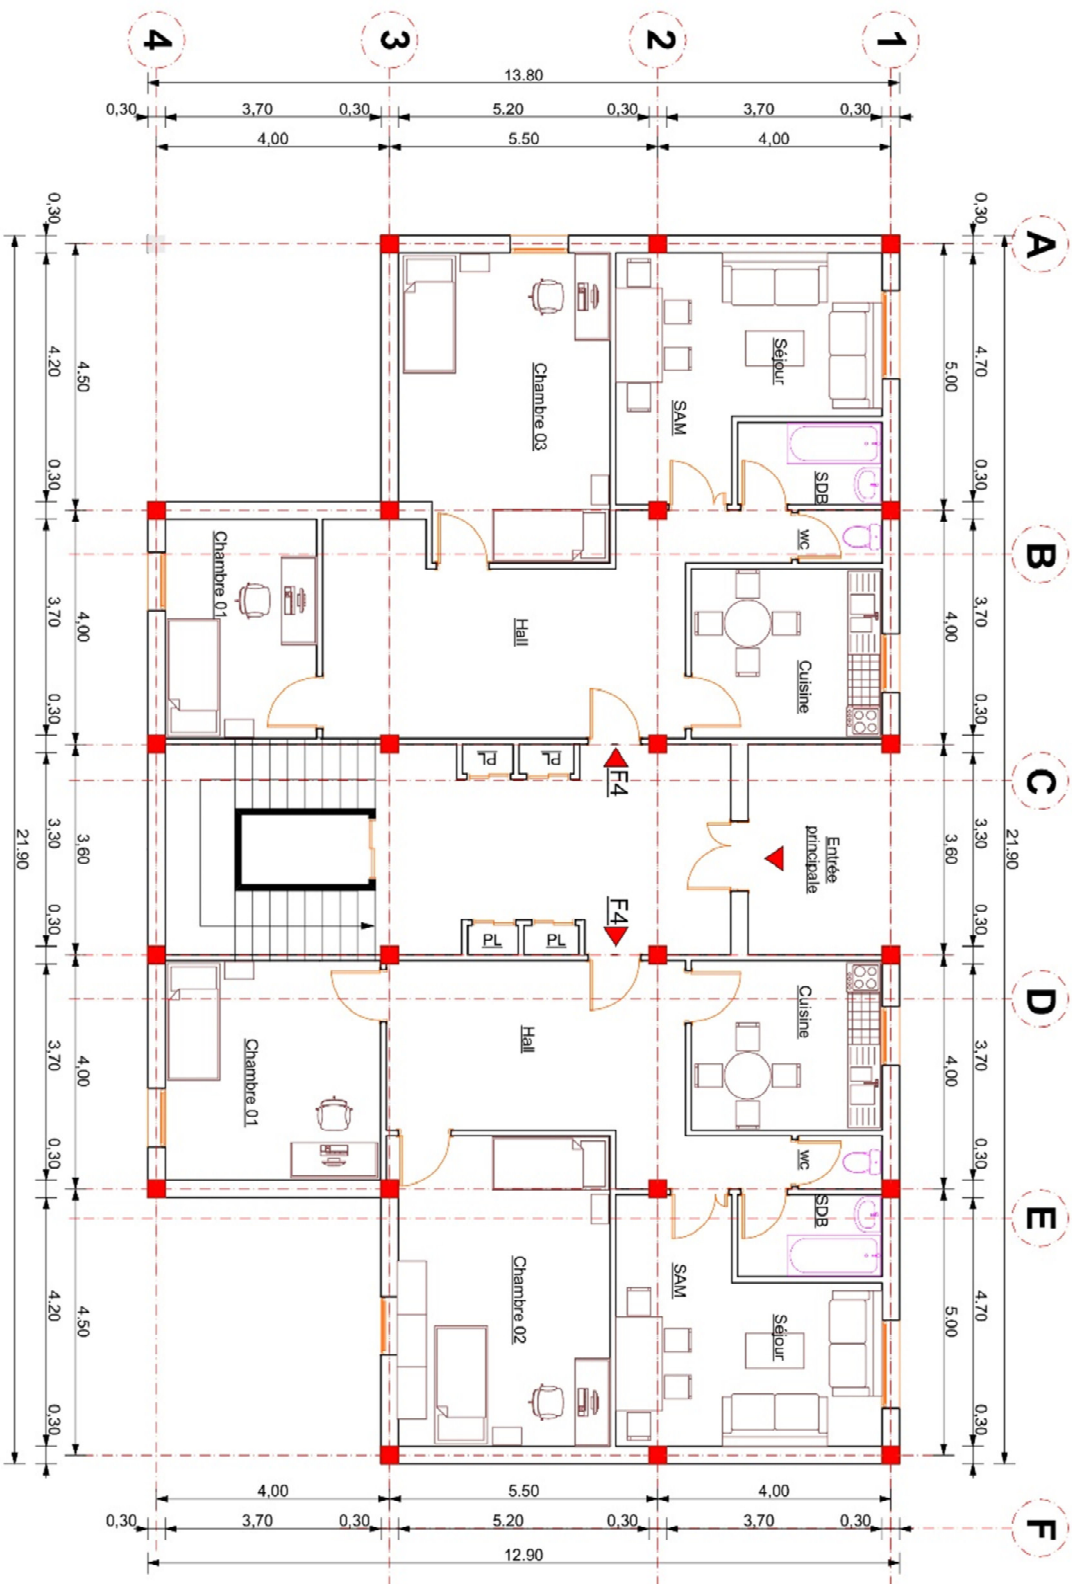 4
3
2
1
13.80
0,30
3,70
0,30
5.20
0,30
3,70
0,30
4,00
5.50
4,00
A
B
C
D
E
F
0,30
4.20
0,30
3,70
0,30
3,30
0,30
3,70
0,30
4.20
0,30
4.50
4,00
3,60
4,00
4.50
21.90
0,30
4.70
0,30
3,70
0,30
3,30
0,30
3,70
0,30
4.70
0,30
5.00
4,00
3,60
4,00
5.00
21.90
Chambre 03
Séjour
SAM
SDB
wc
Chambre 01
Hall
Cuisine
PL
PL
F4
Entrée
principale
F4
PL
PL
Cuisine
Hall
Chambre 01
wc
SDB
SAM
Chambre 02
Séjour
4,00
5.50
4,00
0,30
3,70
0,30
5.20
0,30
3,70
0,30
12.90